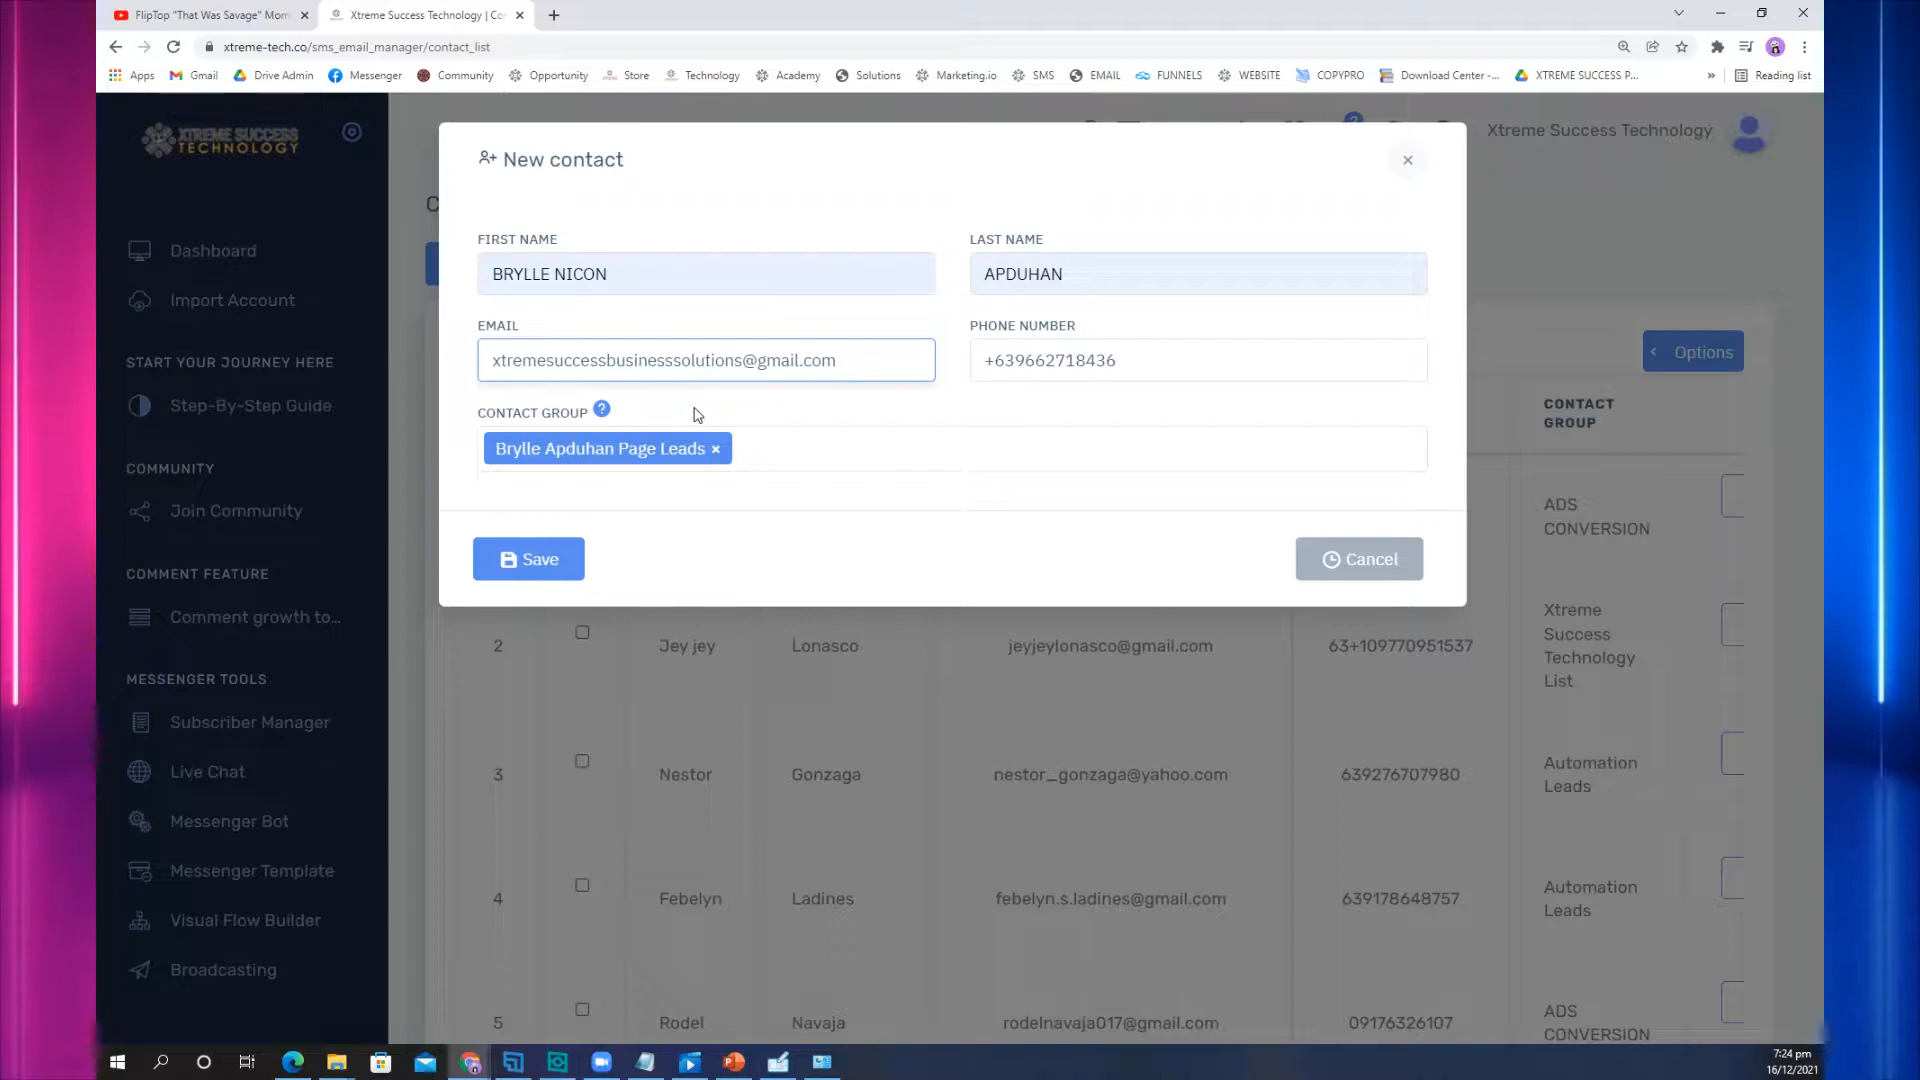 FlipTop "That Was Savage" Mom
Xtreme Success Technology | Co
xtreme-tech.co/sms_email_manager/contact_list
Apps
Gmail
Drive Admin
Messenger
Community
Opportunity
Store
Technology
Academy
Solutions
Marketing.io
SMS
EMAIL
FUNNELS
WEBSITE
COPYPRO
Download Center -...
XTREME SUCCESS P...
»
Reading list
XTREME SUCCESS
TECHNOLOGY
Xtreme Success Technology
New contact
FIRST NAME
LAST NAME
BRYLLE NICON
APDUHAN
EMAIL
PHONE NUMBER
xtremesuccessbusinesssolutions@gmail.com
+639662718436
CONTACT GROUP ?
Brylle Apduhan Page Leads ×
Save
Cancel
Dashboard
Import Account
START YOUR JOURNEY HERE
Step-By-Step Guide
COMMUNITY
Join Community
COMMENT FEATURE
Comment growth to...
MESSENGER TOOLS
Subscriber Manager
Live Chat
Messenger Bot
Messenger Template
Visual Flow Builder
Broadcasting
Options
CONTACT
GROUP
ADS
CONVERSION
2 Jey jey Lonasco jeyjeylonasco@gmail.com 63+109770951537
Xtreme
Success
Technology
List
3 Nestor Gonzaga nestor_gonzaga@yahoo.com 639276707980
Automation
Leads
4 Febelyn Ladines febelyn.s.ladines@gmail.com 639178648757
Automation
Leads
5 Rodel Navaja rodelnavaja017@gmail.com 09176326107
ADS
CONVERSION
7:24 pm
16/12/2021